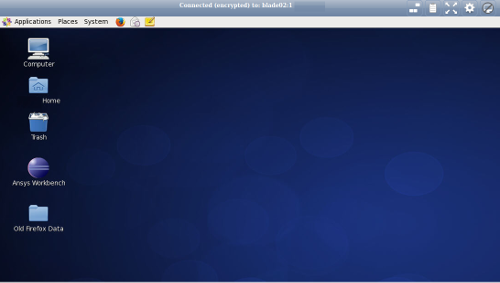 Connected (encrypted) to: blade02:1
Applications Places System
Computer
Home
Trash
Ansys Workbench
Old Firefox Data